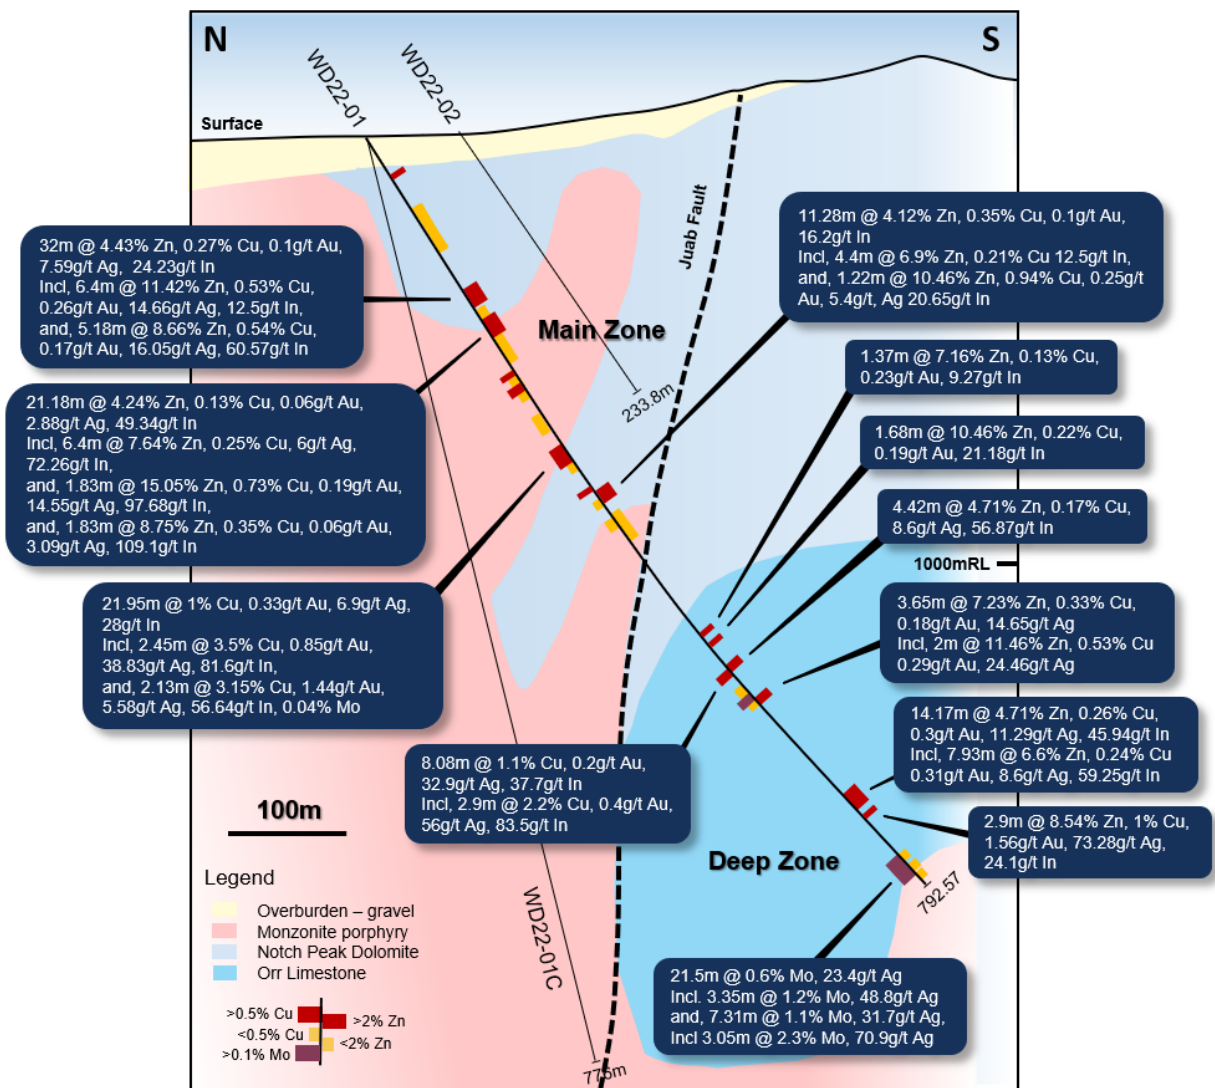 N
S
WD22-01
WD22-02
Surface
Juab Fault
32m @ 4.43% Zn, 0.27% Cu, 0.1g/t Au,
7.59g/t Ag, 24.23g/t In
Incl, 6.4m @ 11.42% Zn, 0.53% Cu,
0.26g/t Au, 14.66g/t Ag, 12.5g/t In,
and, 5.18m @ 8.66% Zn, 0.54% Cu,
0.17g/t Au, 16.05g/t Ag, 60.57g/t In
11.28m @ 4.12% Zn, 0.35% Cu, 0.1g/t Au,
16.2g/t In
Incl, 4.4m @ 6.9% Zn, 0.21% Cu 12.5g/t In,
and, 1.22m @ 10.46% Zn, 0.94% Cu, 0.25g/t
Au, 5.4g/t, Ag 20.65g/t In
Main Zone
233.8m
1.37m @ 7.16% Zn, 0.13% Cu,
0.23g/t Au, 9.27g/t In
21.18m @ 4.24% Zn, 0.13% Cu, 0.06g/t Au,
2.88g/t Ag, 49.34g/t In
Incl, 6.4m @ 7.64% Zn, 0.25% Cu, 6g/t Ag,
72.26g/t In,
and, 1.83m @ 15.05% Zn, 0.73% Cu, 0.19g/t Au,
14.55g/t Ag, 97.68g/t In,
and, 1.83m @ 8.75% Zn, 0.35% Cu, 0.06g/t Au,
3.09g/t Ag, 109.1g/t In
1.68m @ 10.46% Zn, 0.22% Cu,
0.19g/t Au, 21.18g/t In
4.42m @ 4.71% Zn, 0.17% Cu,
8.6g/t Ag, 56.87g/t In
1000mRL
21.95m @ 1% Cu, 0.33g/t Au, 6.9g/t Ag,
28g/t In
Incl, 2.45m @ 3.5% Cu, 0.85g/t Au,
38.83g/t Ag, 81.6g/t In,
and, 2.13m @ 3.15% Cu, 1.44g/t Au,
5.58g/t Ag, 56.64g/t In, 0.04% Mo
3.65m @ 7.23% Zn, 0.33% Cu,
0.18g/t Au, 14.65g/t Ag
Incl, 2m @ 11.46% Zn, 0.53% Cu
0.29g/t Au, 24.46g/t Ag
14.17m @ 4.71% Zn, 0.26% Cu,
0.3g/t Au, 11.29g/t Ag, 45.94g/t In
Incl, 7.93m @ 6.6% Zn, 0.24% Cu
0.31g/t Au, 8.6g/t Ag, 59.25g/t In
8.08m @ 1.1% Cu, 0.2g/t Au,
32.9g/t Ag, 37.7g/t In
Incl, 2.9m @ 2.2% Cu, 0.4g/t Au,
56g/t Ag, 83.5g/t In
2.9m @ 8.54% Zn, 1% Cu,
1.56g/t Au, 73.28g/t Ag,
24.1g/t In
100m
Deep Zone
792.57
WD22-01C
775m
21.5m @ 0.6% Mo, 23.4g/t Ag
Incl. 3.35m @ 1.2% Mo, 48.8g/t Ag
and, 7.31m @ 1.1% Mo, 31.7g/t Ag,
Incl 3.05m @ 2.3% Mo, 70.9g/t Ag
Legend
Overburden – gravel
Monzonite porphyry
Notch Peak Dolomite
Orr Limestone
>0.5% Cu
>2% Zn
<0.5% Cu
<2% Zn
>0.1% Mo